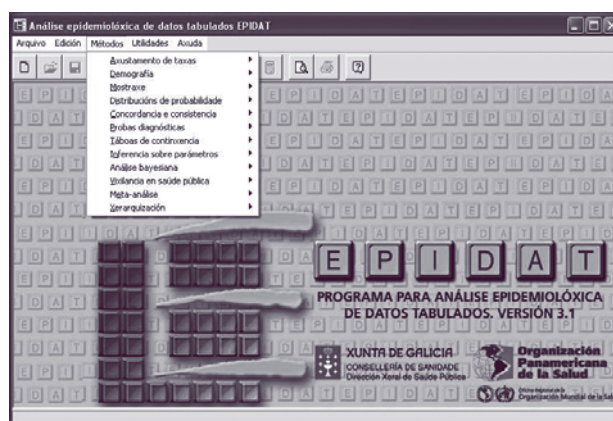 Análise epidemiolóxica de datos tabulados EPIDAT
Arquivo Edición Métodos Utilidades Axuda
Axustamento de taxas
Demografía
Mostraxe
Distribucións de probabilidade
Concordancia e consistencia
Probas diagnósticas
Táboas de continxencia
Inferencia sobre parámetros
Análise bayesiana
Vixilancia en saúde pública
Meta-análise
Xerarquización
EPIDAT
PROGRAMA PARA ANÁLISE EPIDEMIOLÓXICA
DE DATOS TABULADOS. VERSIÓN 3.1
XUNTA DE GALICIA
CONSELLERÍA DE SANIDADE
Dirección Xeral de Saúde Pública
Organización
Panamericana
de la Salud
Organización Mundial de la Salud